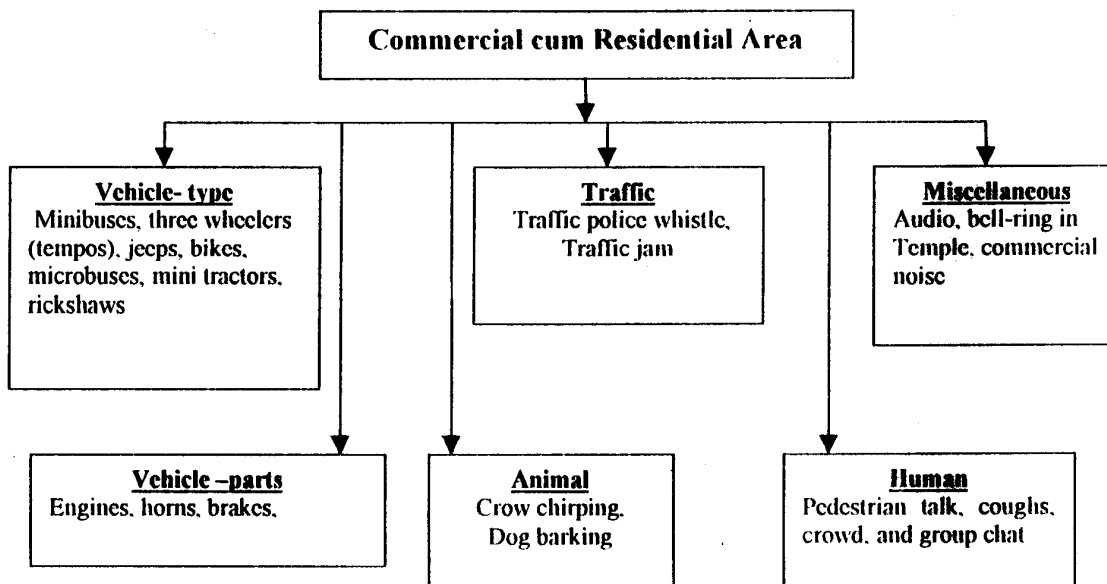 Commercial cum Residential Area
Vehicle- type
Minibuses, three wheelers
(tempos), jeeps, bikes,
microbuses, mini tractors,
rickshaws
Traffic
Traffic police whistle,
Traffic jam
Miscellaneous
Audio, bell-ring in
Temple, commercial
noise
Vehicle –parts
Engines, horns, brakes,
Animal
Crow chirping,
Dog barking
Human
Pedestrian talk, coughs,
crowd, and group chat